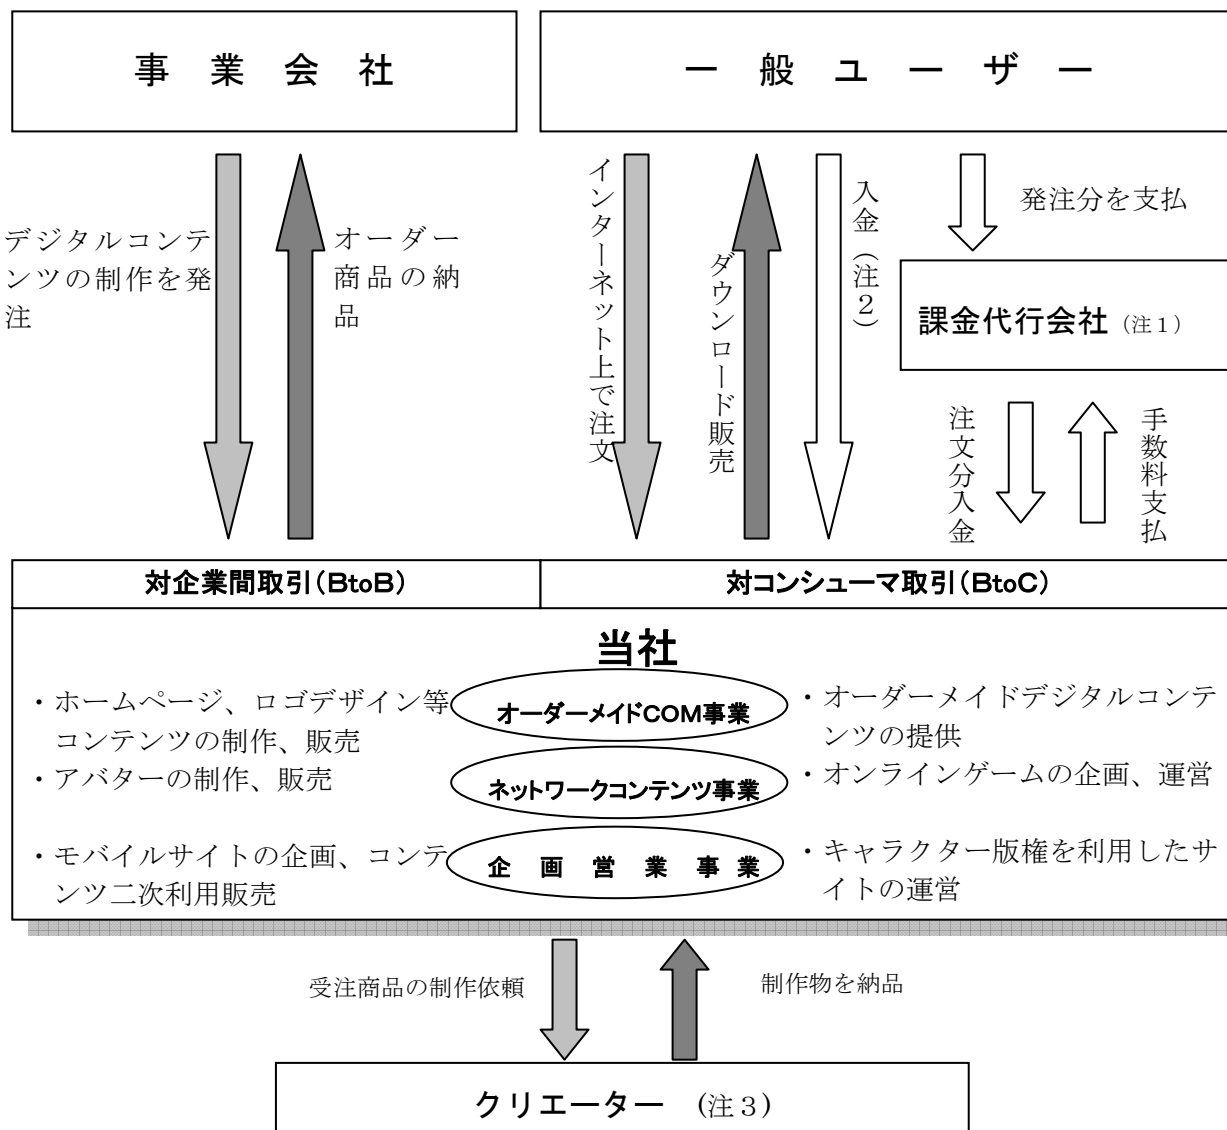 事業会社
一般ユーザー
デジタルコンテ
ンツの制作を発
注
オーダー
商品の納
品
インターネット上で注文
ダウンロード販売
入金（注２）
発注分を支払
課金代行会社（注１）
注文分入金
手数料支払
対企業間取引（ＢtoＢ）
対コンシューマ取引（ＢtoＣ）
当社
・ホームページ、ロゴデザイン等
コンテンツの制作、販売
・アバターの制作、販売
・モバイルサイトの企画、コンテ
ンツ二次利用販売
オーダーメイドＣＯＭ事業
ネットワークコンテンツ事業
企画営業事業
・オーダーメイドデジタルコンテ
ンツの提供
・オンラインゲームの企画、運営
・キャラクター版権を利用したサ
イトの運営
受注商品の制作依頼
制作物を納品
クリエーター (注３)